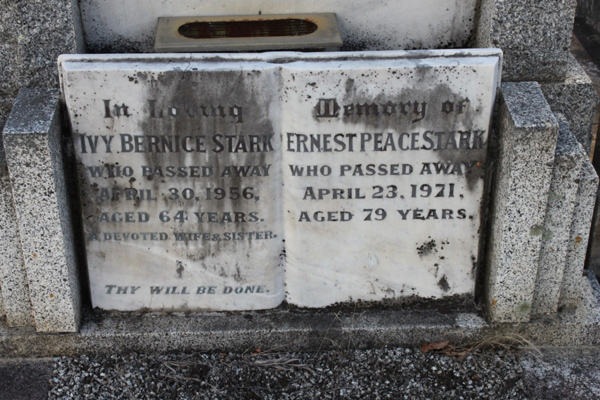 In Loving
IVY BERNICE STARK
WHO PASSED AWAY
APRIL 30, 1956,
AGED 64 YEARS.
A DEVOTED WIFE & SISTER.
THY WILL BE DONE.
Memory of
ERNEST PEACE STARK
WHO PASSED AWAY
APRIL 23, 1971,
AGED 79 YEARS.